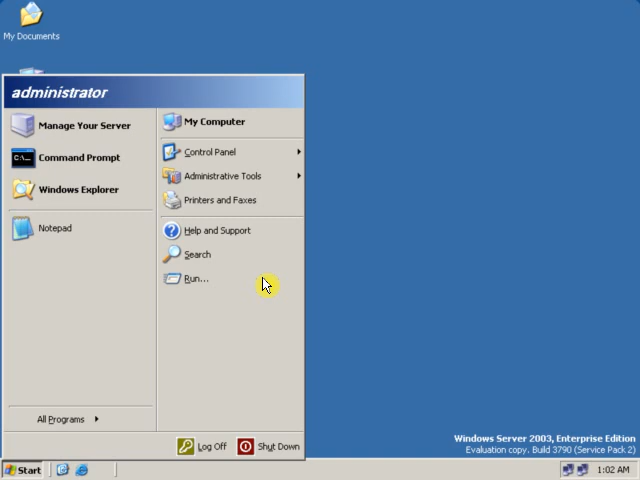 My Documents
administrator
Manage Your Server
C:\_
Command Prompt
Windows Explorer
Notepad
All Programs
My Computer
Control Panel
Administrative Tools
Printers and Faxes
Help and Support
Search
Run...
Log Off
Shut Down
Windows Server 2003, Enterprise Edition
Evaluation copy. Build 3790 (Service Pack 2)
Start
1:02 AM